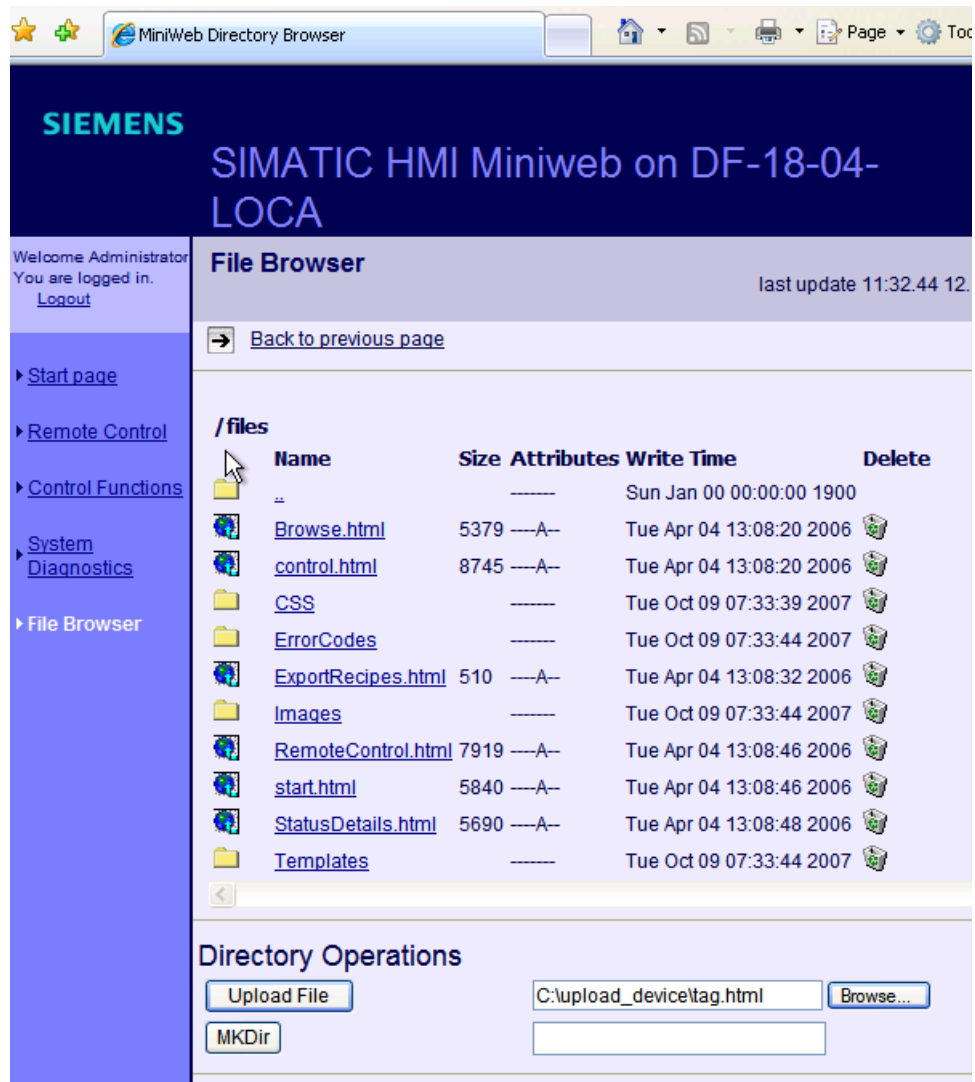 MiniWeb Directory Browser
Page
SIEMENS
SIMATIC HMI Miniweb on DF-18-04-
LOCA
Welcome Administrator
You are logged in.
Logout
File Browser
last update 11:32.44 12.
Back to previous page
Start page
Remote Control
Control Functions
System
Diagnostics
File Browser
/files
Name Size Attributes Write Time Delete
.. ------- Sun Jan 00 00:00:00 1900
Browse.html 5379 ----A-- Tue Apr 04 13:08:20 2006
control.html 8745 ----A-- Tue Apr 04 13:08:20 2006
CSS ------- Tue Oct 09 07:33:39 2007
ErrorCodes ------- Tue Oct 09 07:33:44 2007
ExportRecipes.html 510 ----A-- Tue Apr 04 13:08:32 2006
Images ------- Tue Oct 09 07:33:44 2007
RemoteControl.html 7919 ----A-- Tue Apr 04 13:08:46 2006
start.html 5840 ----A-- Tue Apr 04 13:08:46 2006
StatusDetails.html 5690 ----A-- Tue Apr 04 13:08:48 2006
Templates ------- Tue Oct 09 07:33:44 2007
Directory Operations
Upload File C:\upload_device\tag.html Browse...
MKDir